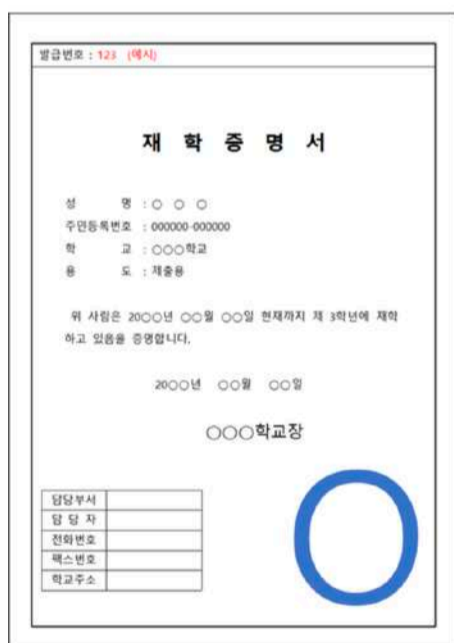 발급번호 : 123 (예시)
재 학 증 명 서
성 명 : ○ ○ ○
주민등록번호 : 000000-000000
학 교 : ○○○학교
용 도 : 제출용
위 사람은 20○○년 ○○월 ○○일 현재까지 제 3학년에 재학
하고 있음을 증명합니다.
20○○년 ○○월 ○○일
○○○학교장
담당부서
담 당 자
전화번호
팩스번호
학교주소